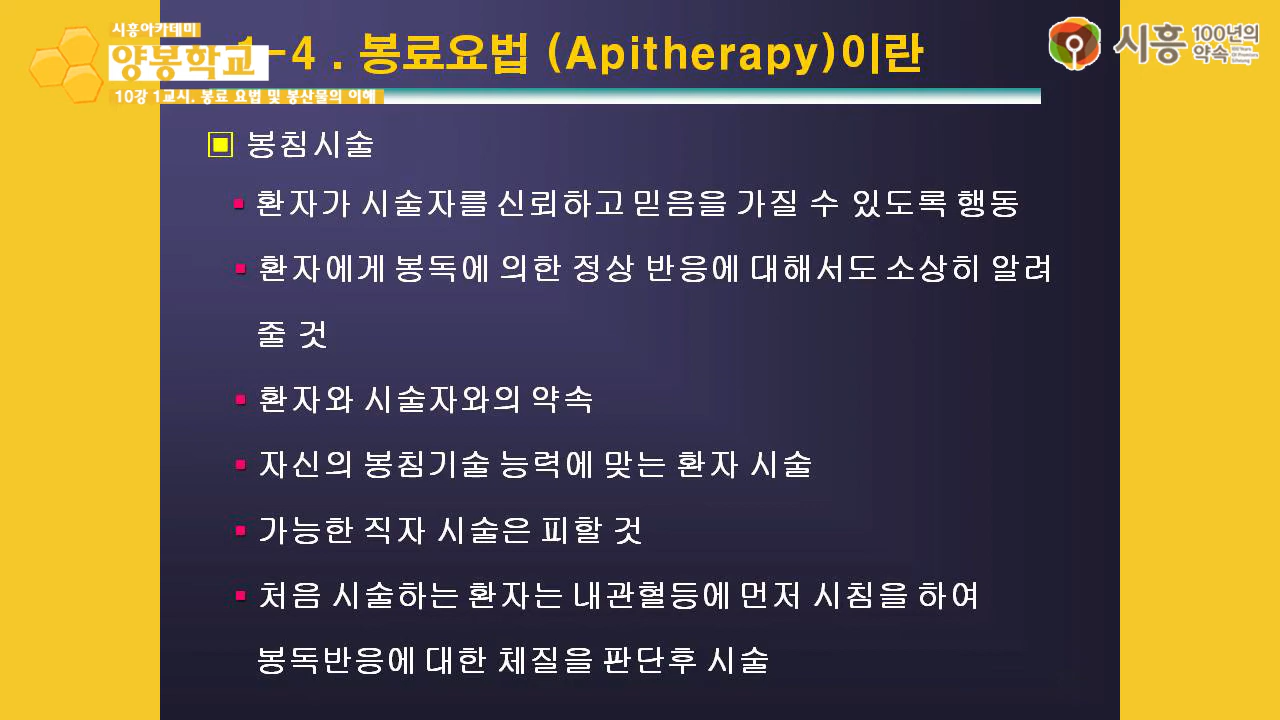 시흥아카데미
양봉학교
10강 1교시. 봉료 요법 및 봉산물의 이해
1-4 . 봉료요법 (Apitherapy)이란
시흥 100년의 약속
봉침시술
환자가 시술자를 신뢰하고 믿음을 가질 수 있도록 행동
환자에게 봉독에 의한 정상 반응에 대해서도 소상히 알려
줄 것
환자와 시술자와의 약속
자신의 봉침기술 능력에 맞는 환자 시술
가능한 직자 시술은 피할 것
처음 시술하는 환자는 내관혈등에 먼저 시침을 하여
봉독반응에 대한 체질을 판단후 시술